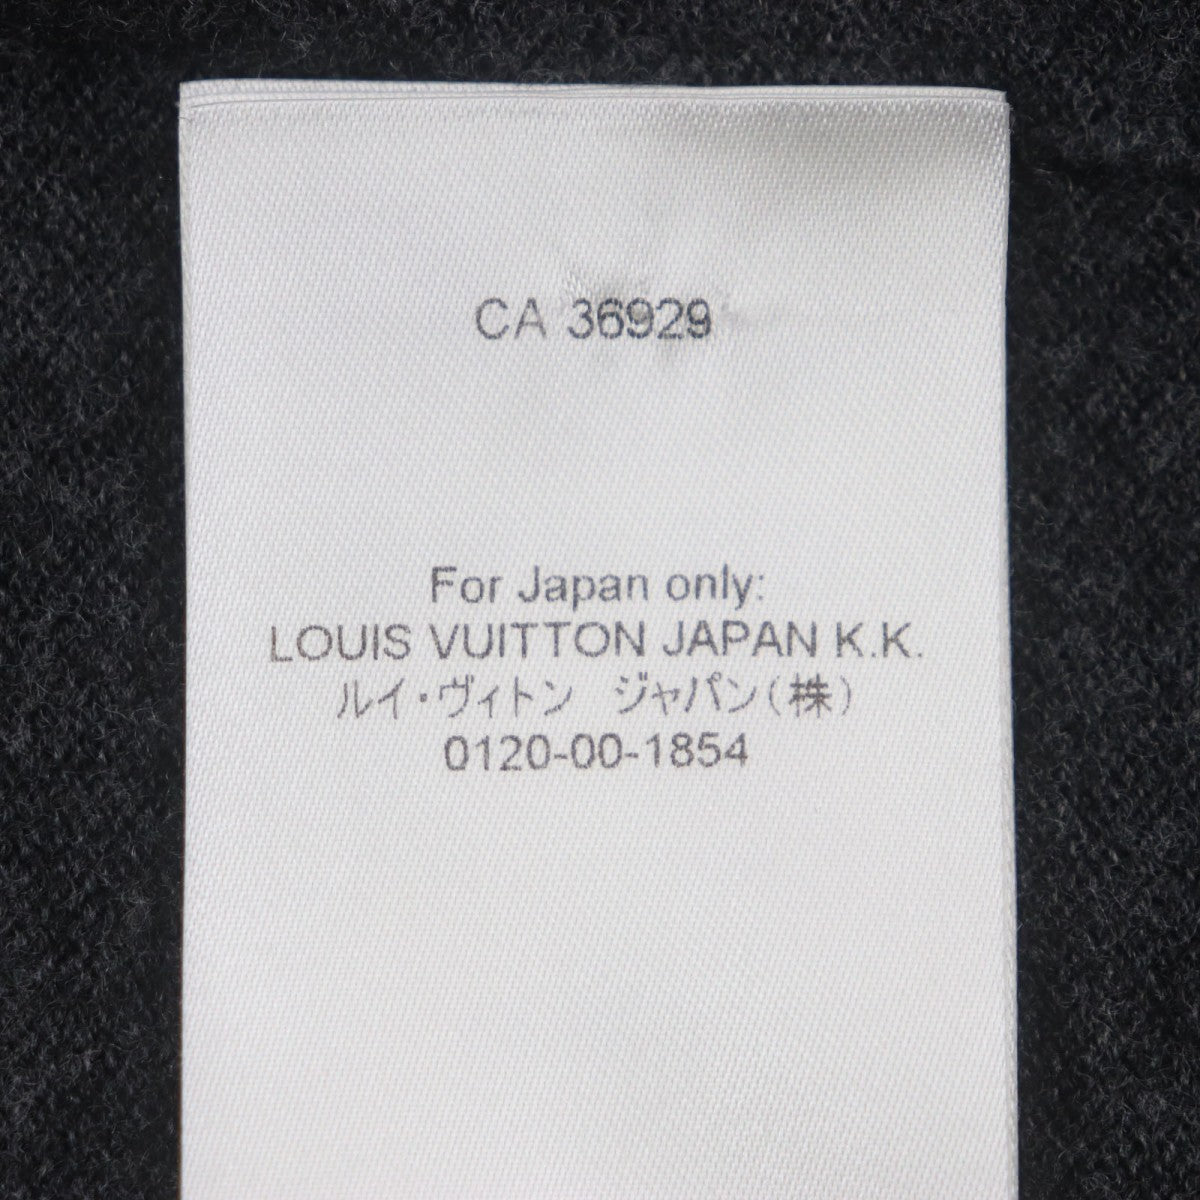 CA 36929
For Japan only:
LOUIS VUITTON JAPAN K.K.
ルイ・ヴィトン　ジャパン(株)
0120-00-1854